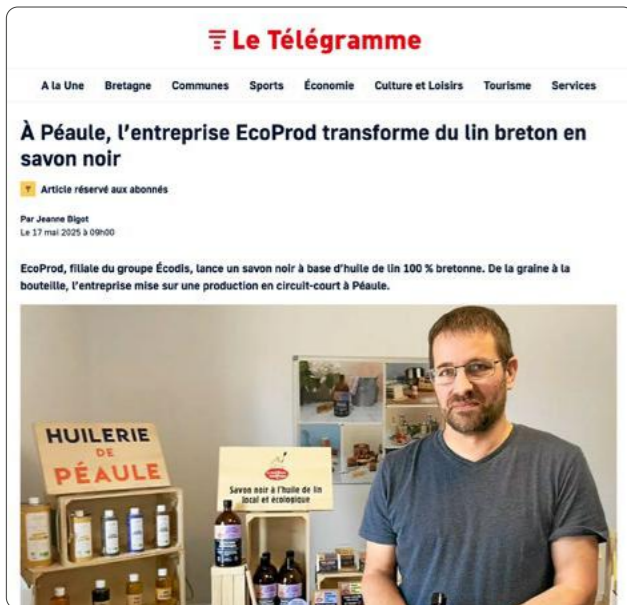 Le Télégramme
A la Une Bretagne Communes Sports Économie Culture et Loisirs Tourisme Services
À Péaule, l'entreprise EcoProd transforme du lin breton en
savon noir
Article réservé aux abonnés
Par Jeanne Bigot
Le 17 mai 2025 à 09h00
EcoProd, filiale du groupe Écodis, lance un savon noir à base d'huile de lin 100 % bretonne. De la graine à la
bouteille, l'entreprise mise sur une production en circuit-court à Péaule.
HUILERIE
DE
PÉAULE
Savon noir à l'huile de lin
local et écologique